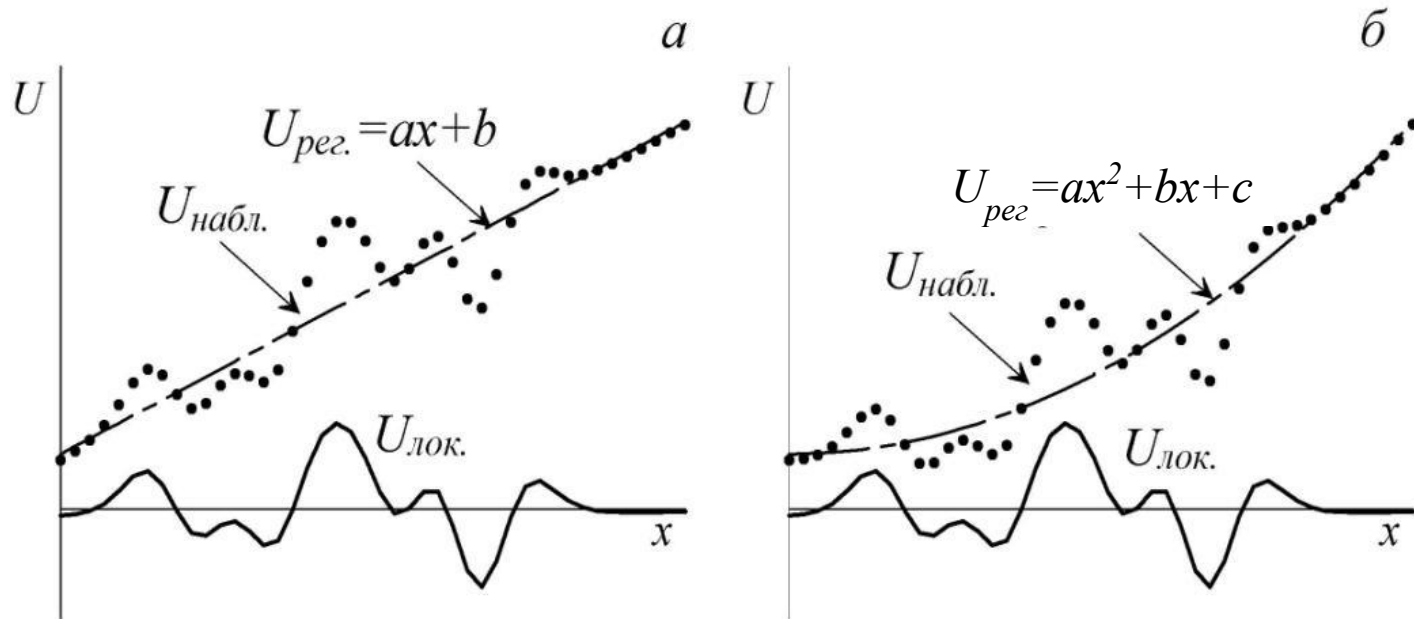 а
U
U_рег.=ax+b
U_набл.
U_лок.
x
б
U
U_рег=ax²+bx+c
U_набл.
U_лок.
x